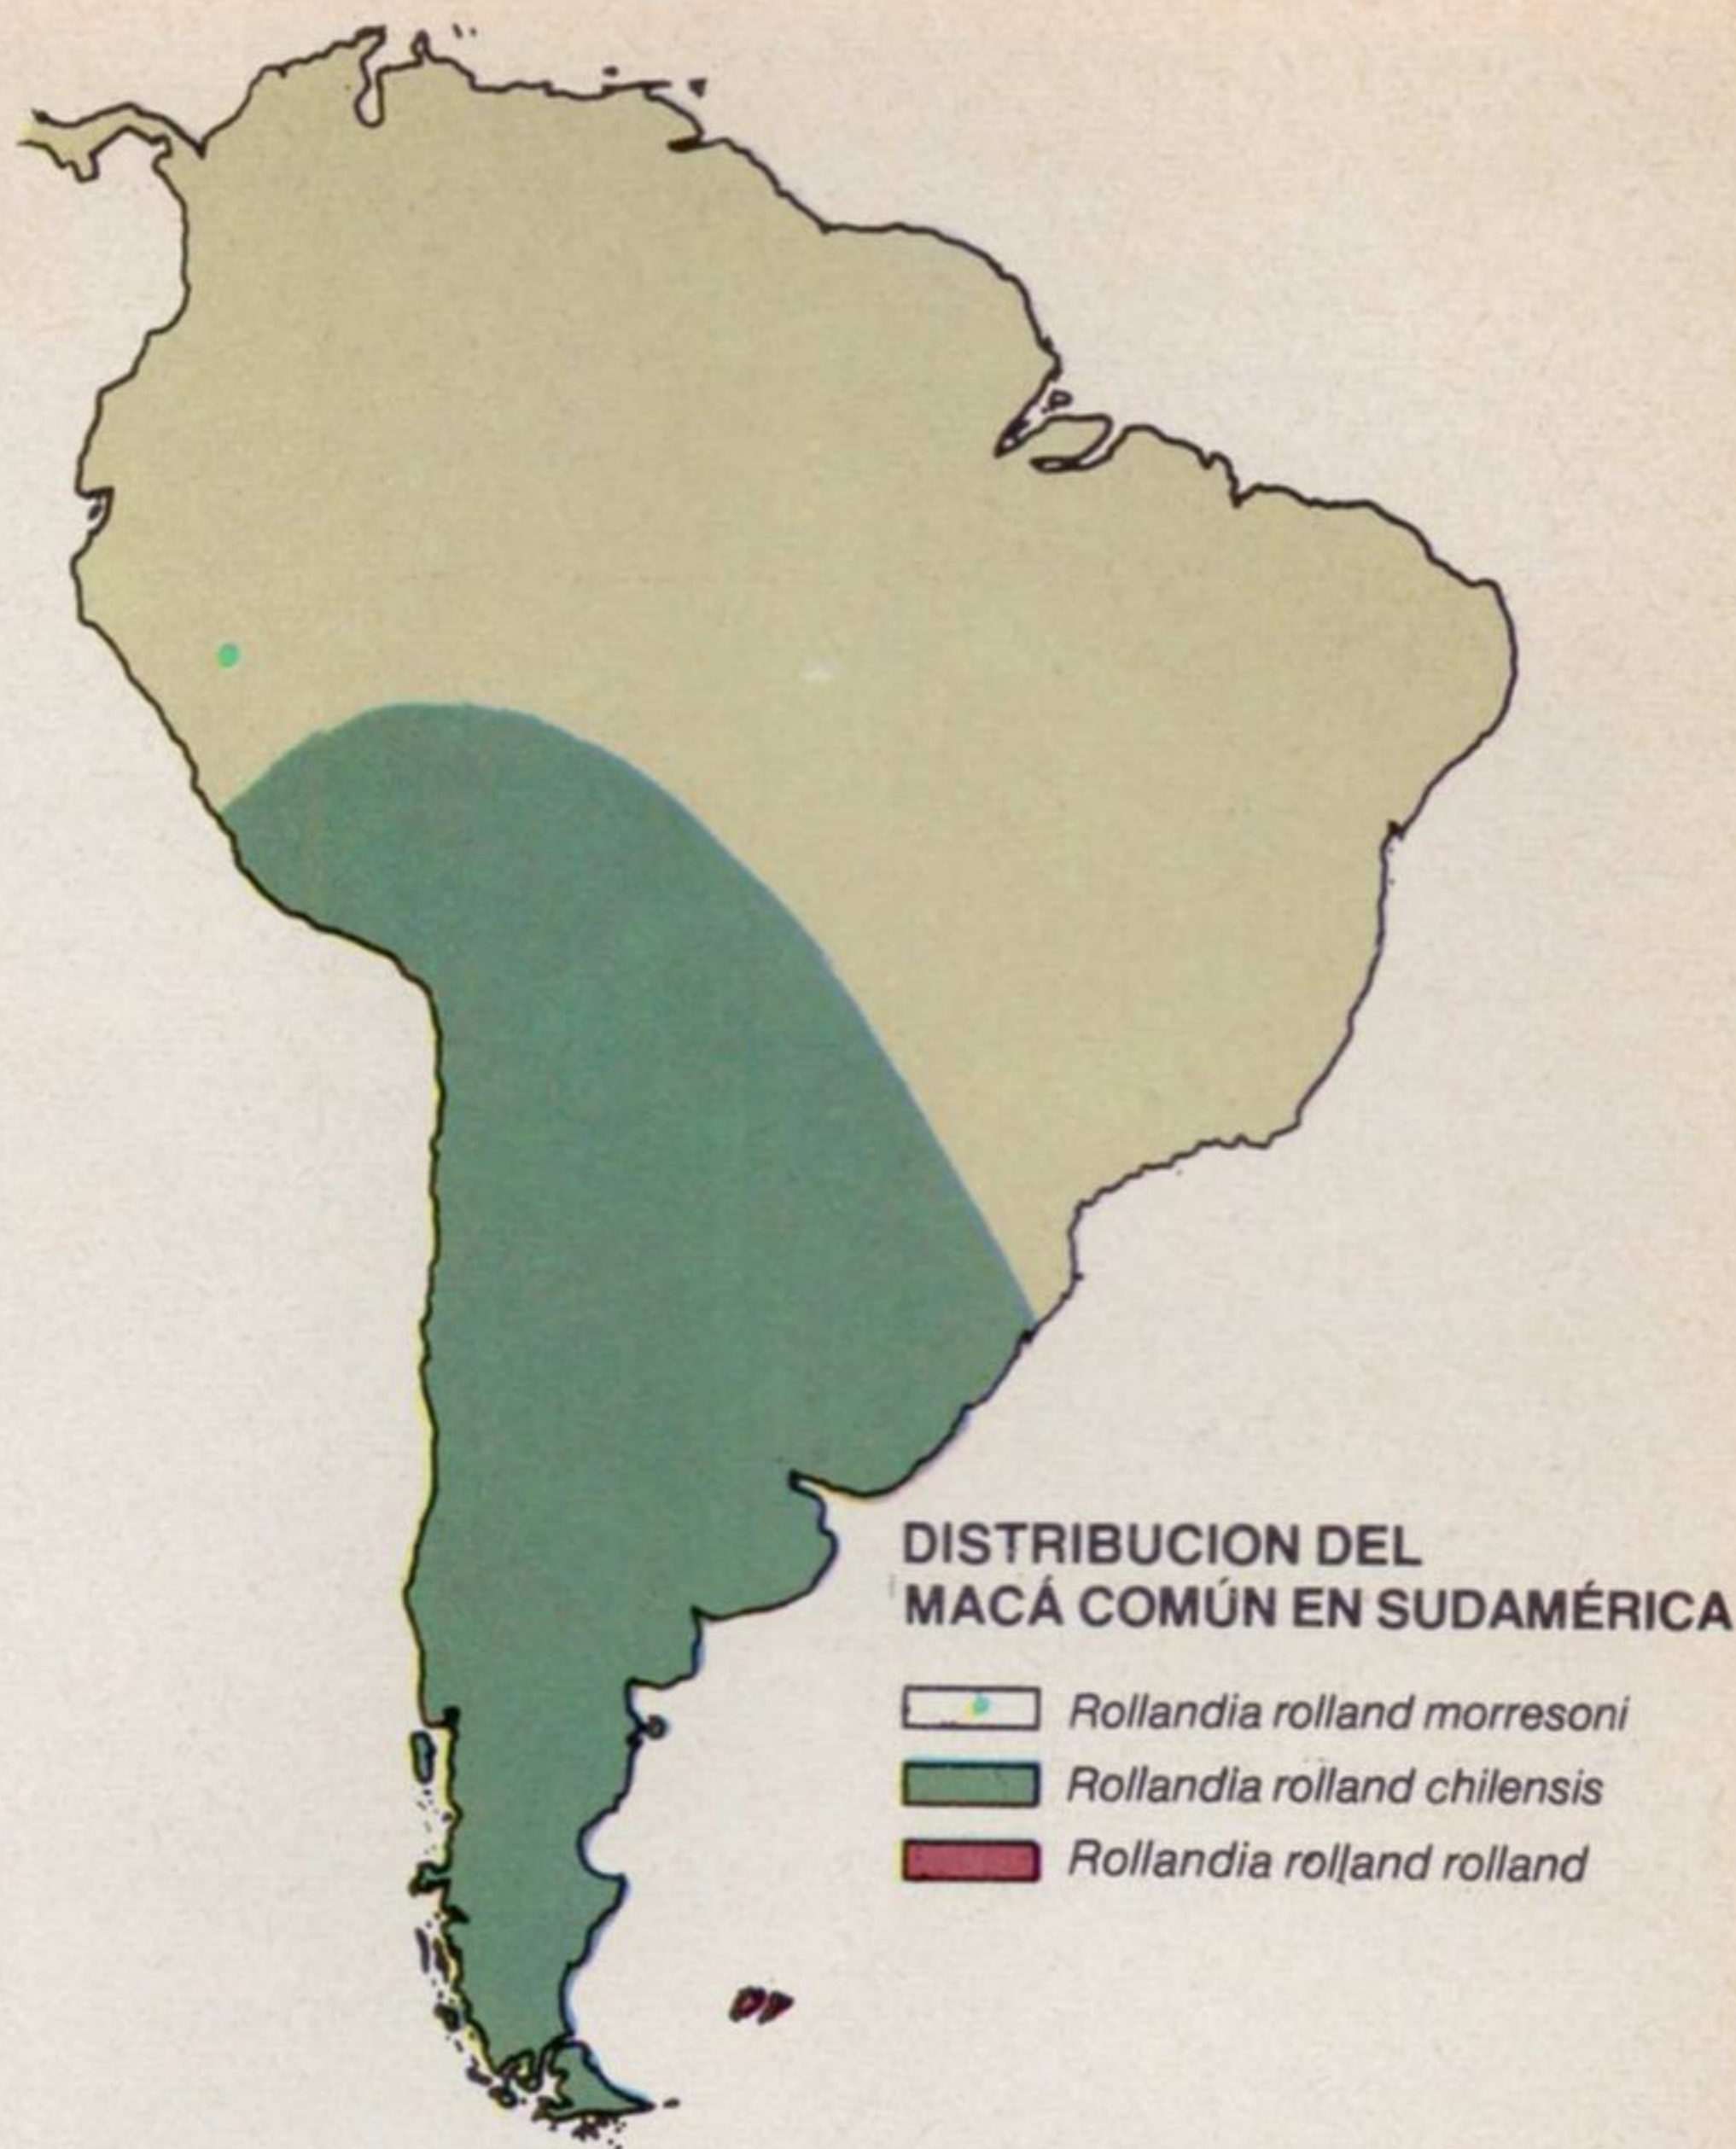 DISTRIBUCION DEL
MACÁ COMÚN EN SUDAMÉRICA
Rollandia rolland morresoni
Rollandia rolland chilensis
Rollandia rolland rolland